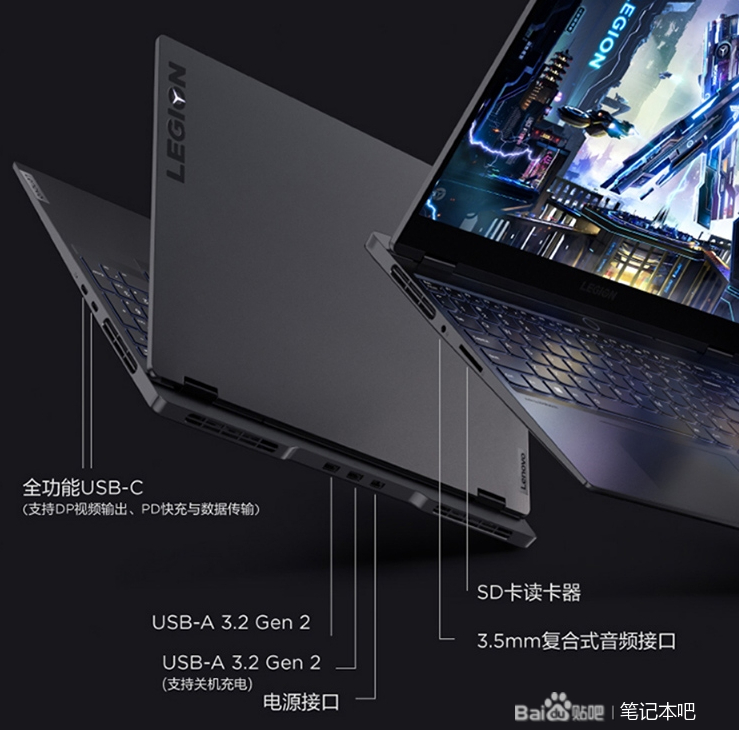 LEGION
LEGION
Lenovo
LEGION
Lenovo
全功能USB-C
(支持DP视频输出、PD快充与数据传输)
USB-A 3.2 Gen 2
USB-A 3.2 Gen 2
(支持关机充电)
电源接口
SD卡读卡器
3.5mm复合式音频接口
Bai du 贴吧 | 笔记本吧